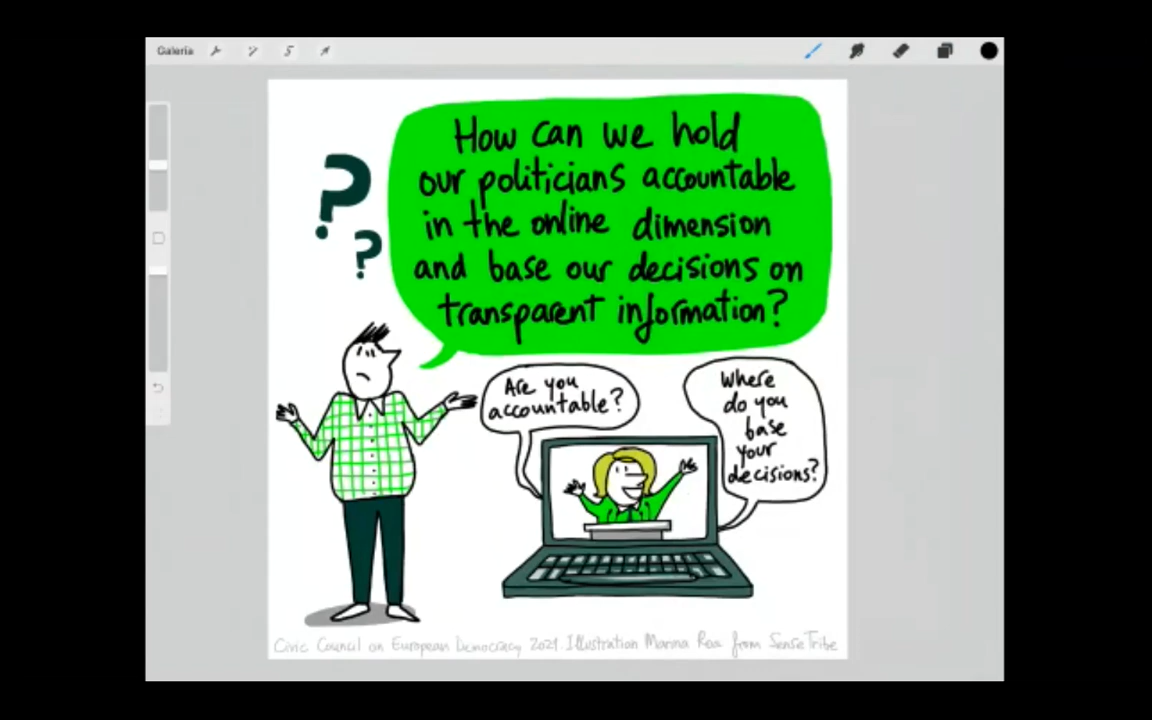 Galería
How can we hold
our politicians accountable
in the online dimension
and base our decisions on
transparent information?
Are you
accountable?
Where
do you
base
your
decisions?
Civic Council on European Democracy 2021. Illustration Marina Roa from SenseTribe